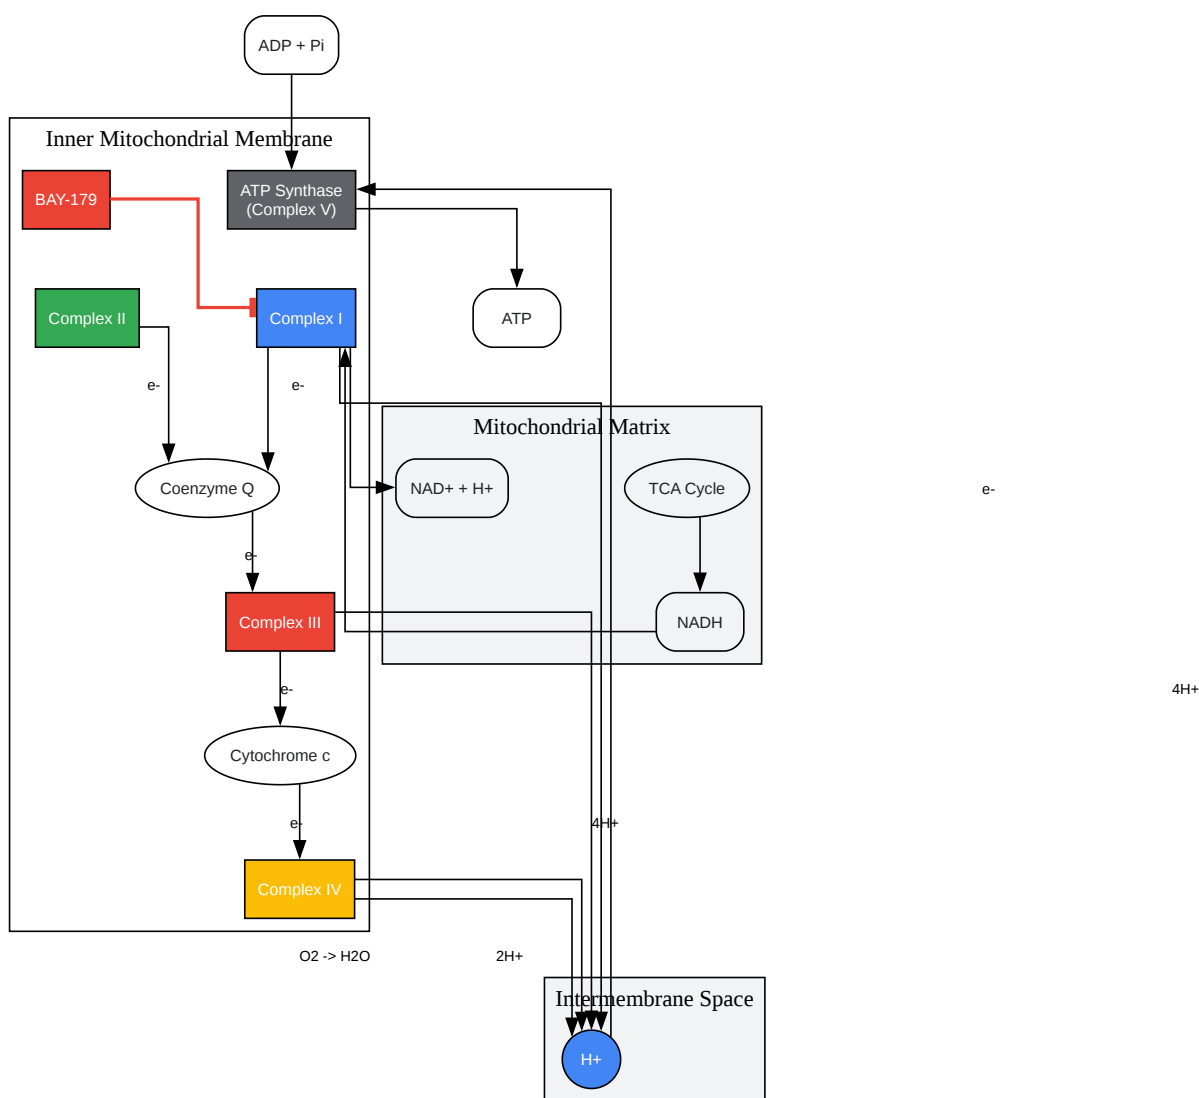 ADP + Pi
Inner Mitochondrial Membrane
BAY-179
ATP Synthase
(Complex V)
Complex II
Complex I
ATP
e-
e-
Mitochondrial Matrix
Coenzyme Q
NAD+ + H+
TCA Cycle
e-
e-
Complex III
NADH
e-
4H+
Cytochrome c
e-
4H+
Complex IV
O2 -> H2O
2H+
Intermembrane Space
H+